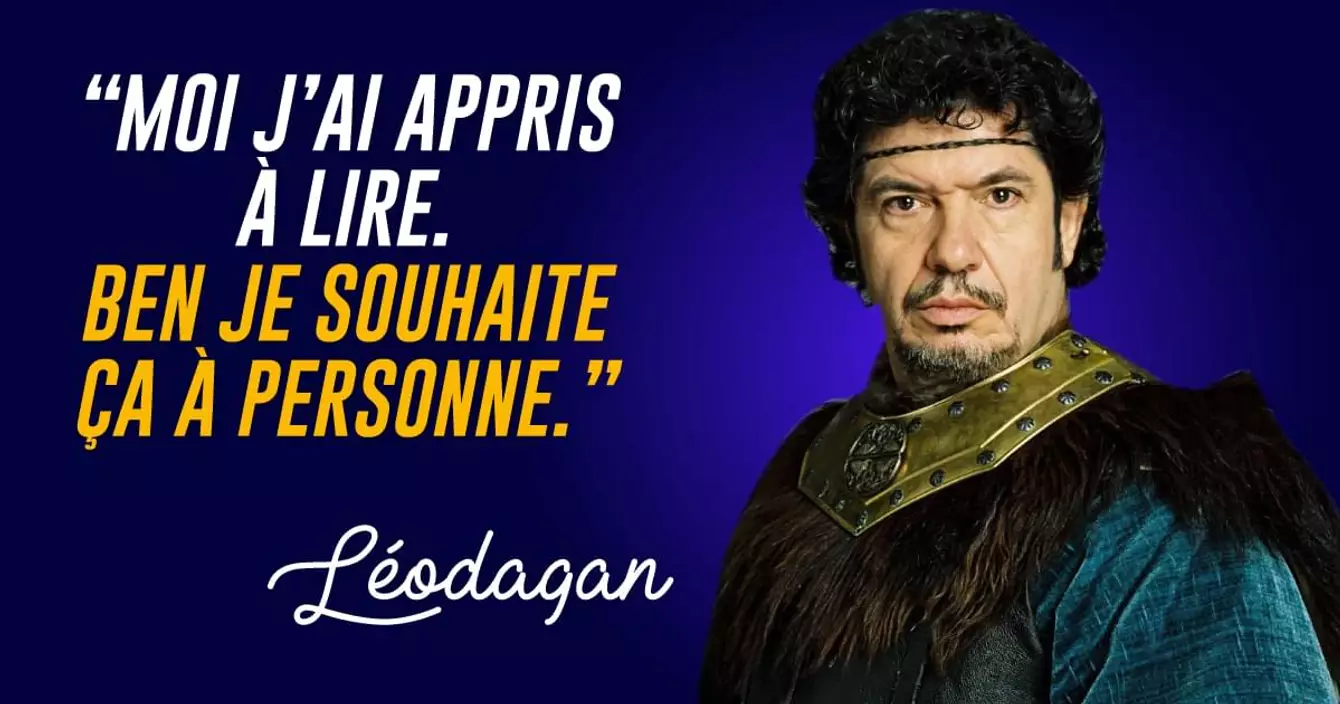 “MOI J’AI APPRIS
À LIRE.
BEN JE SOUHAITE
ÇA À PERSONNE.”
Léodagan